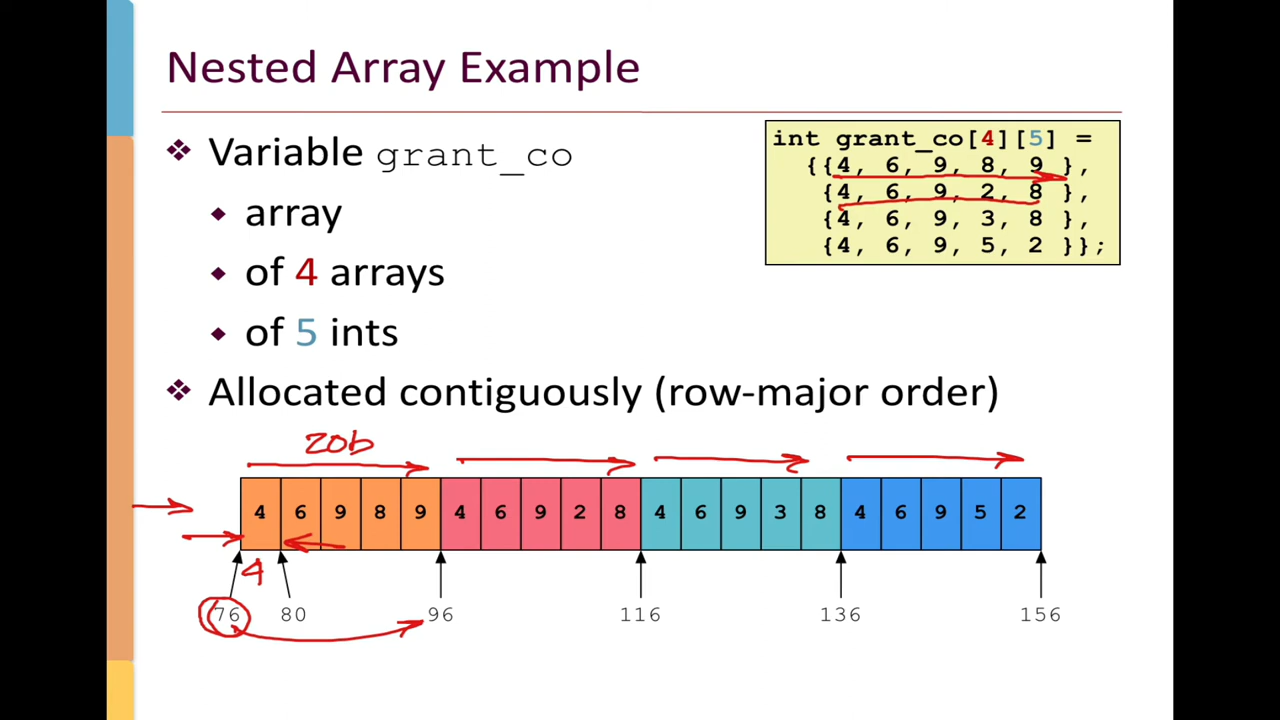 Nested Array Example
❖ Variable grant_co
◆ array
◆ of 4 arrays
◆ of 5 ints
int grant_co[4][5] =
{{4, 6, 9, 8, 9 },
{4, 6, 9, 2, 8 },
{4, 6, 9, 3, 8 },
{4, 6, 9, 5, 2 }};
❖ Allocated contiguously (row-major order)
20b
4 6 9 8 9 4 6 9 2 8 4 6 9 3 8 4 6 9 5 2
4
76 80 96 116 136 156